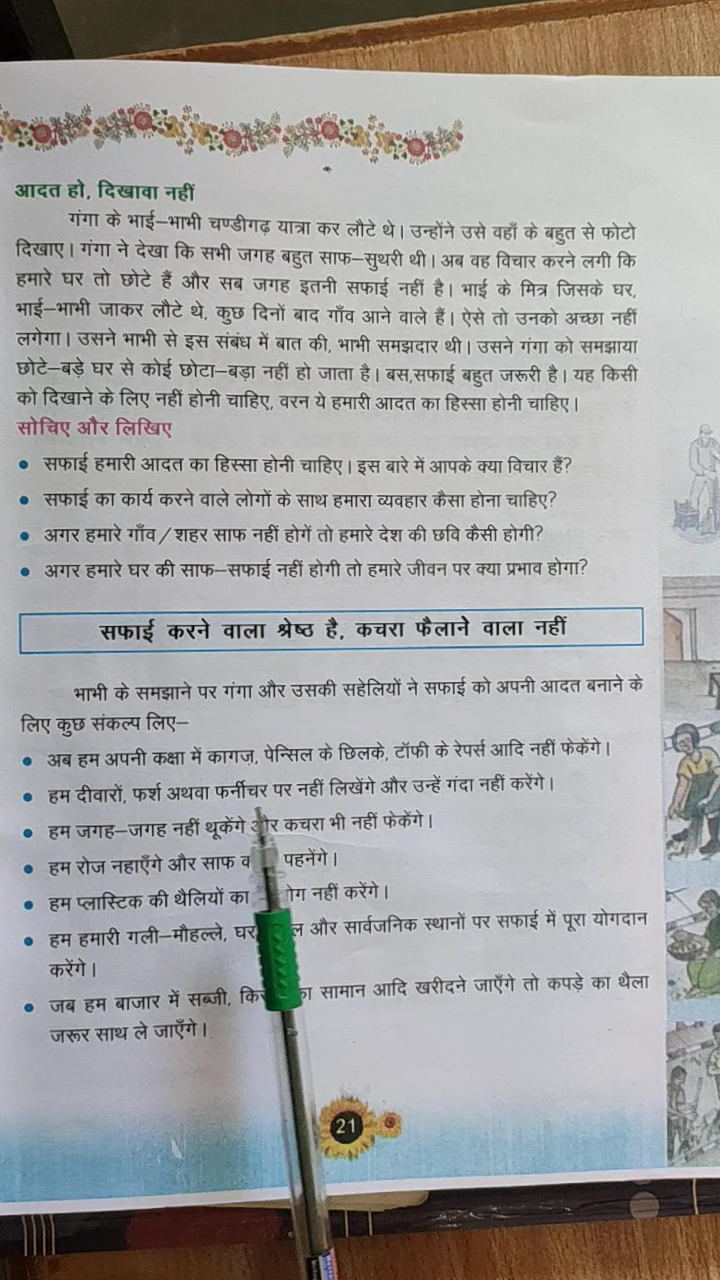 आदत हो, दिखावा नहीं
गंगा के भाई–भाभी चण्डीगढ़ यात्रा कर लौटे थे। उन्होंने उसे वहाँ के बहुत से फोटो
दिखाए। गंगा ने देखा कि सभी जगह बहुत साफ–सुथरी थी। अब वह विचार करने लगी कि
हमारे घर तो छोटे हैं और सब जगह इतनी सफाई नहीं है। भाई के मित्र जिसके घर,
भाई–भाभी जाकर लौटे थे, कुछ दिनों बाद गाँव आने वाले हैं। ऐसे तो उनको अच्छा नहीं
लगेगा। उसने भाभी से इस संबंध में बात की, भाभी समझदार थी। उसने गंगा को समझाया
छोटे–बड़े घर से कोई छोटा–बड़ा नहीं हो जाता है। बस,सफाई बहुत जरूरी है। यह किसी
को दिखाने के लिए नहीं होनी चाहिए, वरन ये हमारी आदत का हिस्सा होनी चाहिए।
सोचिए और लिखिए
• सफाई हमारी आदत का हिस्सा होनी चाहिए। इस बारे में आपके क्या विचार हैं?
• सफाई का कार्य करने वाले लोगों के साथ हमारा व्यवहार कैसा होना चाहिए?
• अगर हमारे गाँव/शहर साफ नहीं होगें तो हमारे देश की छवि कैसी होगी?
• अगर हमारे घर की साफ–सफाई नहीं होगी तो हमारे जीवन पर क्या प्रभाव होगा?
सफाई करने वाला श्रेष्ठ है, कचरा फैलाने वाला नहीं
भाभी के समझाने पर गंगा और उसकी सहेलियों ने सफाई को अपनी आदत बनाने के
लिए कुछ संकल्प लिए–
• अब हम अपनी कक्षा में कागज, पेन्सिल के छिलके, टॉफी के रेपर्स आदि नहीं फेकेंगे।
• हम दीवारों, फर्श अथवा फर्नीचर पर नहीं लिखेंगे और उन्हें गंदा नहीं करेंगे।
• हम जगह–जगह नहीं थूकेंगे और कचरा भी नहीं फेकेंगे।
• हम रोज नहाएँगे और साफ पहनेंगे।
• हम प्लास्टिक की थैलियों का नहीं करेंगे।
• हम हमारी गली–मौहल्ले, घर, और सार्वजनिक स्थानों पर सफाई में पूरा योगदान
करेंगे।
• जब हम बाजार में सब्जी, का सामान आदि खरीदने जाएँगे तो कपड़े का थैला
जरूर साथ ले जाएँगे।
21